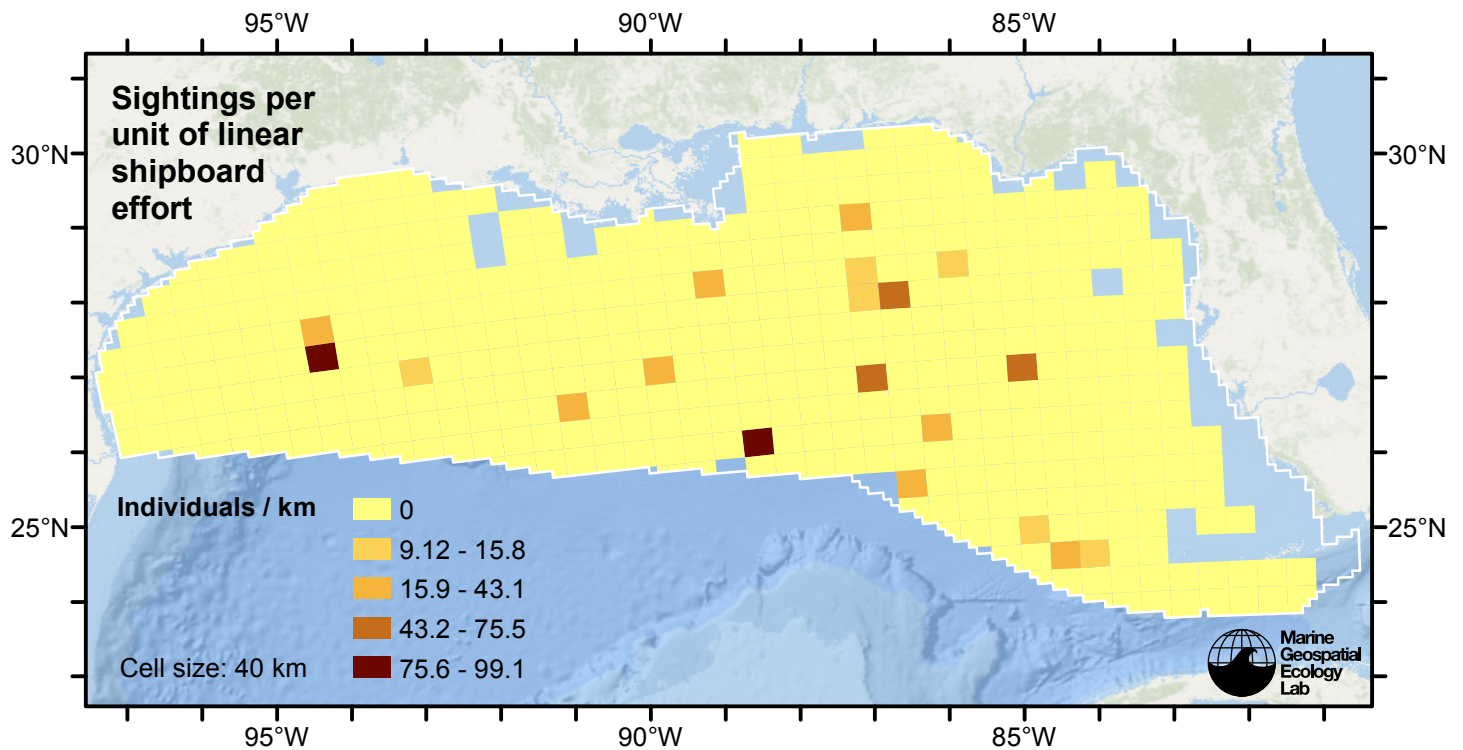 95°W 90°W 85°W
Sightings per
unit of linear
shipboard
effort
30°N 30°N
25°N 25°N
Individuals / km
0
9.12 - 15.8
15.9 - 43.1
43.2 - 75.5
75.6 - 99.1
Cell size: 40 km
Marine
Geospatial
Ecology
Lab
95°W 90°W 85°W